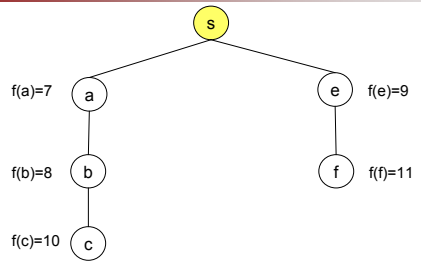 s
f(a)=7 a e f(e)=9
f(b)=8 b f f(f)=11
f(c)=10 c